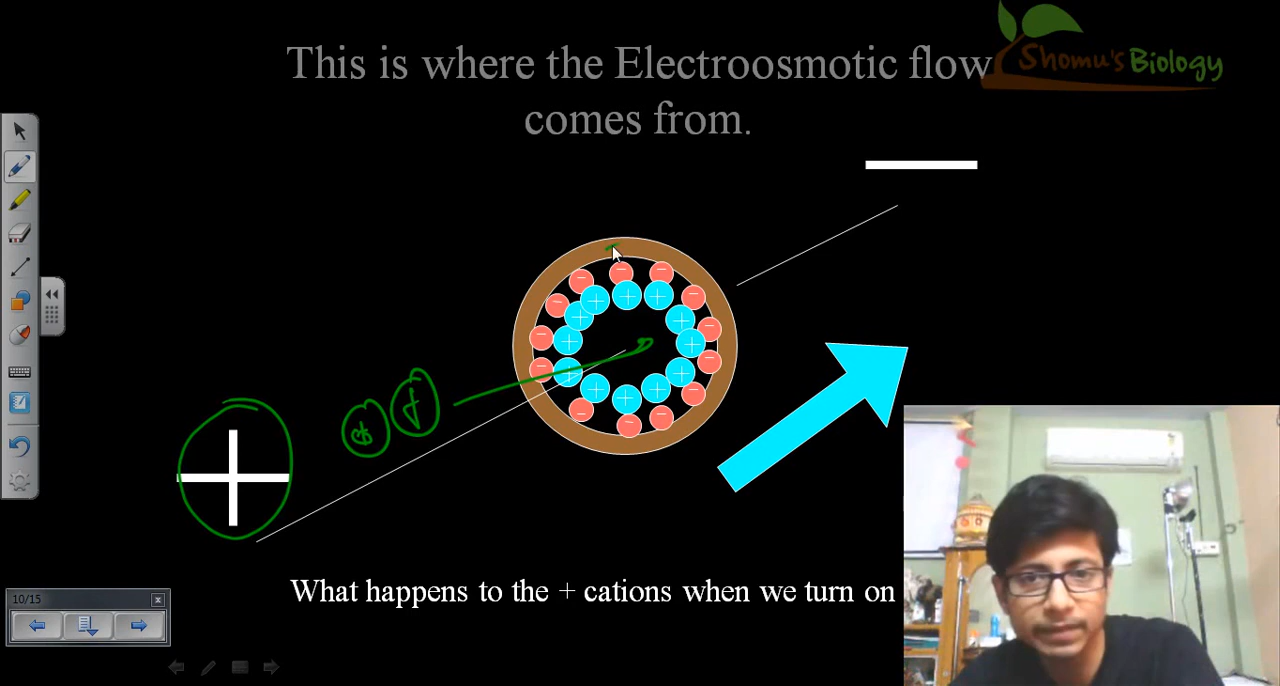 This is where the Electroosmotic flow
comes from.
Shomu's Biology
What happens to the + cations when we turn on
10/15